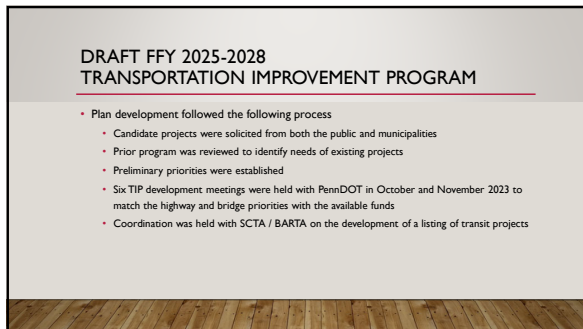 DRAFT FFY 2025-2028
TRANSPORTATION IMPROVEMENT PROGRAM
• Plan development followed the following process
• Candidate projects were solicited from both the public and municipalities
• Prior program was reviewed to identify needs of existing projects
• Preliminary priorities were established
• Six TIP development meetings were held with PennDOT in October and November 2023 to
match the highway and bridge priorities with the available funds
• Coordination was held with SCTA / BARTA on the development of a listing of transit projects